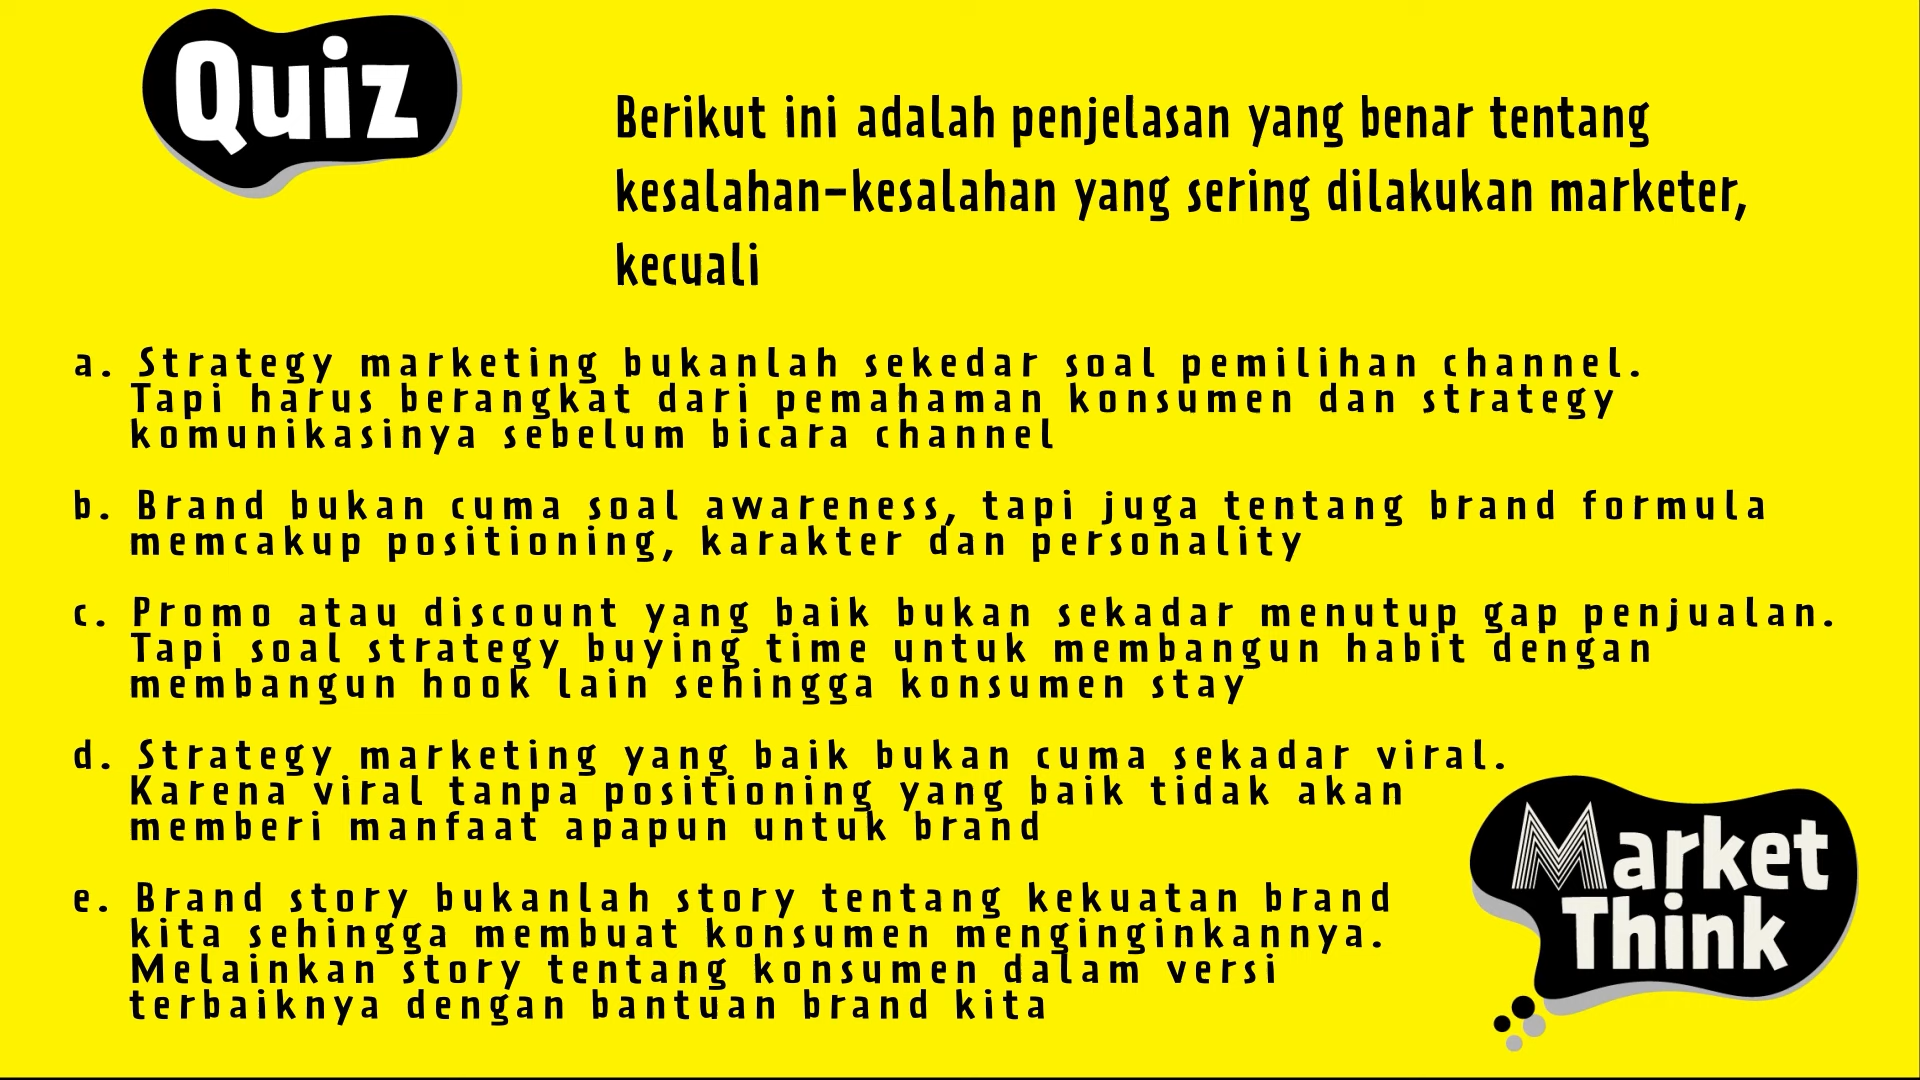 Quiz
Berikut ini adalah penjelasan yang benar tentang
kesalahan-kesalahan yang sering dilakukan marketer,
kecuali
a. Strategy marketing bukanlah sekedar soal pemilihan channel.
Tapi harus berangkat dari pemahaman konsumen dan strategy
komunikasinya sebelum bicara channel
b. Brand bukan cuma soal awareness, tapi juga tentang brand formula
memcakup positioning, karakter dan personality
c. Promo atau discount yang baik bukan sekadar menutup gap penjualan.
Tapi soal strategy buying time untuk membangun habit dengan
membangun hook lain sehingga konsumen stay
d. Strategy marketing yang baik bukan cuma sekadar viral.
Karena viral tanpa positioning yang baik tidak akan
memberi manfaat apapun untuk brand
e. Brand story bukanlah story tentang kekuatan brand
kita sehingga membuat konsumen menginginkannya.
Melainkan story tentang konsumen dalam versi
terbaiknya dengan bantuan brand kita
Market
Think